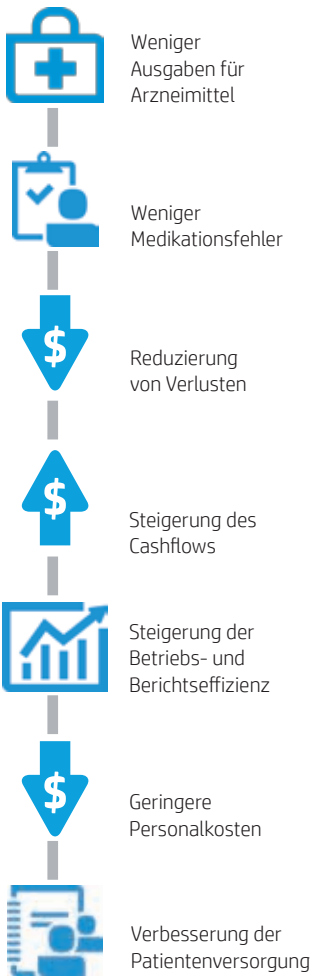 Weniger
Ausgaben für
Arzneimittel
Weniger
Medikationsfehler
$
Reduzierung
von Verlusten
$
Steigerung des
Cashflows
Steigerung der
Betriebs- und
Berichtseffizienz
$
Geringere
Personalkosten
Verbesserung der
Patientenversorgung